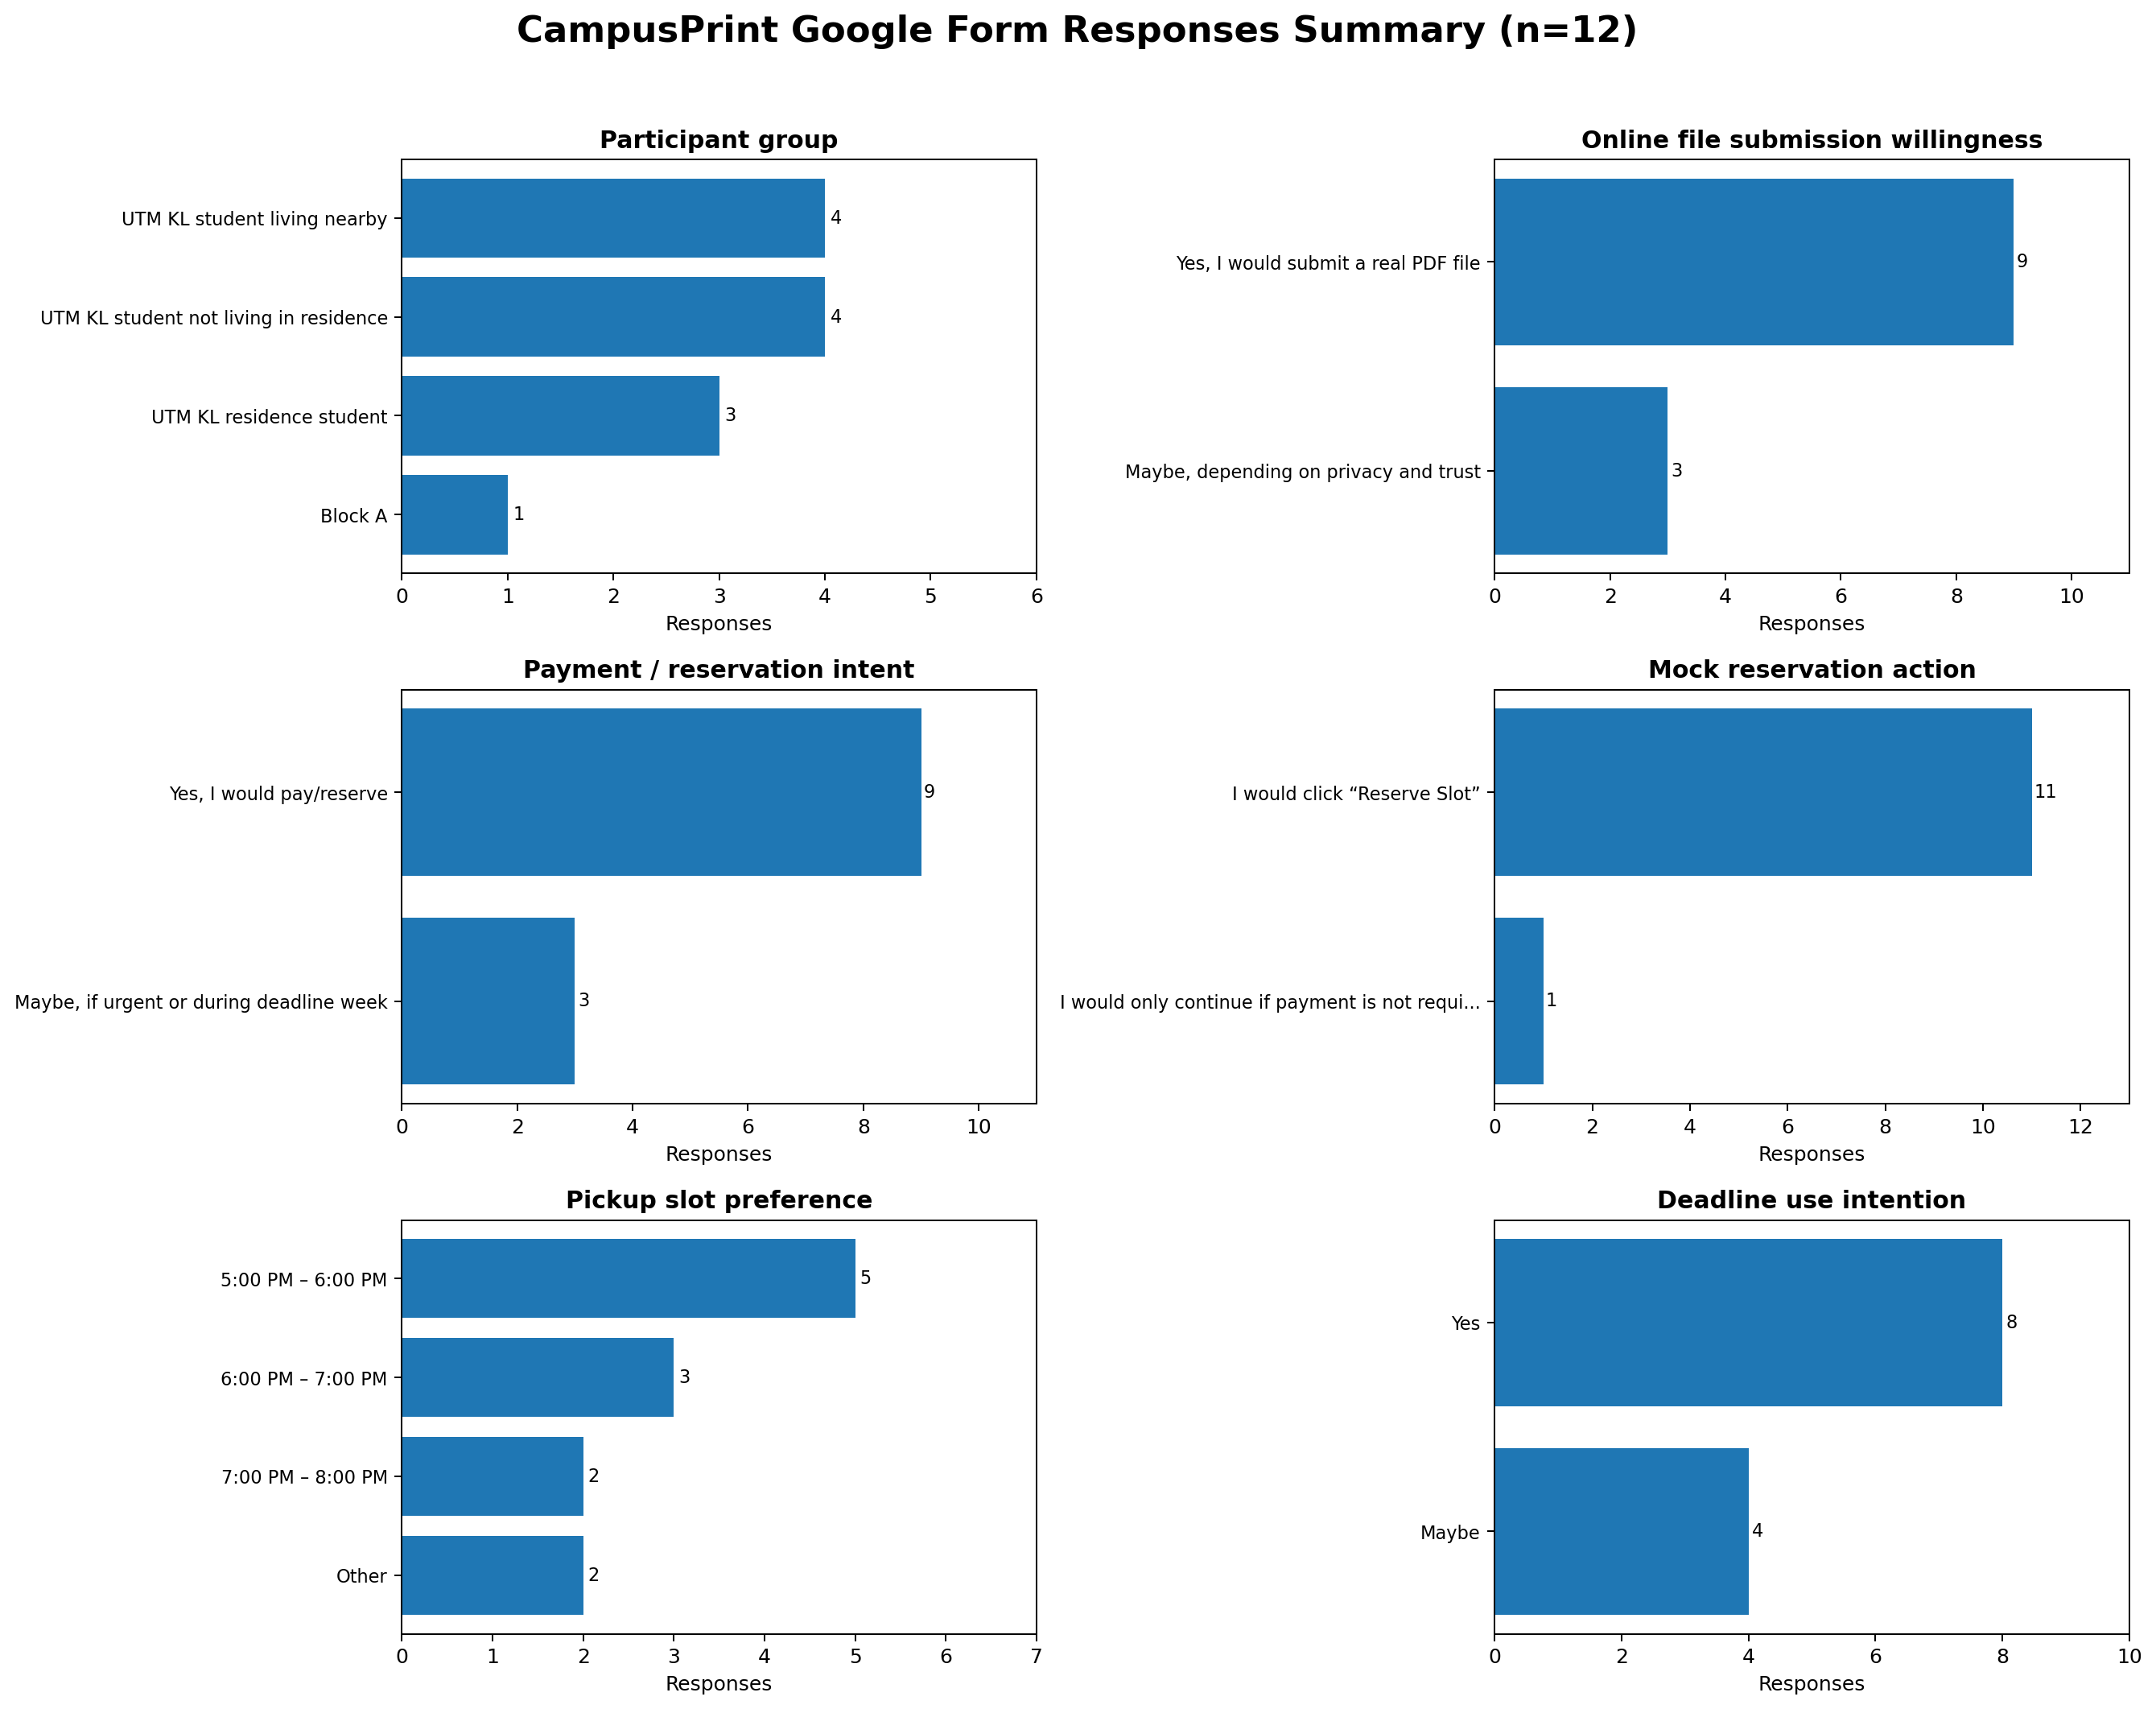 CampusPrint Google Form Responses Summary (n=12)
Participant group
UTM KL student living nearby
4
UTM KL student not living in residence
4
UTM KL residence student
3
Block A
1
0 1 2 3 4 5 6
Responses
Online file submission willingness
Yes, I would submit a real PDF file
9
Maybe, depending on privacy and trust
3
0 2 4 6 8 10
Responses
Payment / reservation intent
Yes, I would pay/reserve
9
Maybe, if urgent or during deadline week
3
0 2 4 6 8 10
Responses
Mock reservation action
I would click “Reserve Slot”
11
I would only continue if payment is not requi...
1
0 2 4 6 8 10 12
Responses
Pickup slot preference
5:00 PM – 6:00 PM
5
6:00 PM – 7:00 PM
3
7:00 PM – 8:00 PM
2
Other
2
0 1 2 3 4 5 6 7
Responses
Deadline use intention
Yes
8
Maybe
4
0 2 4 6 8 10
Responses